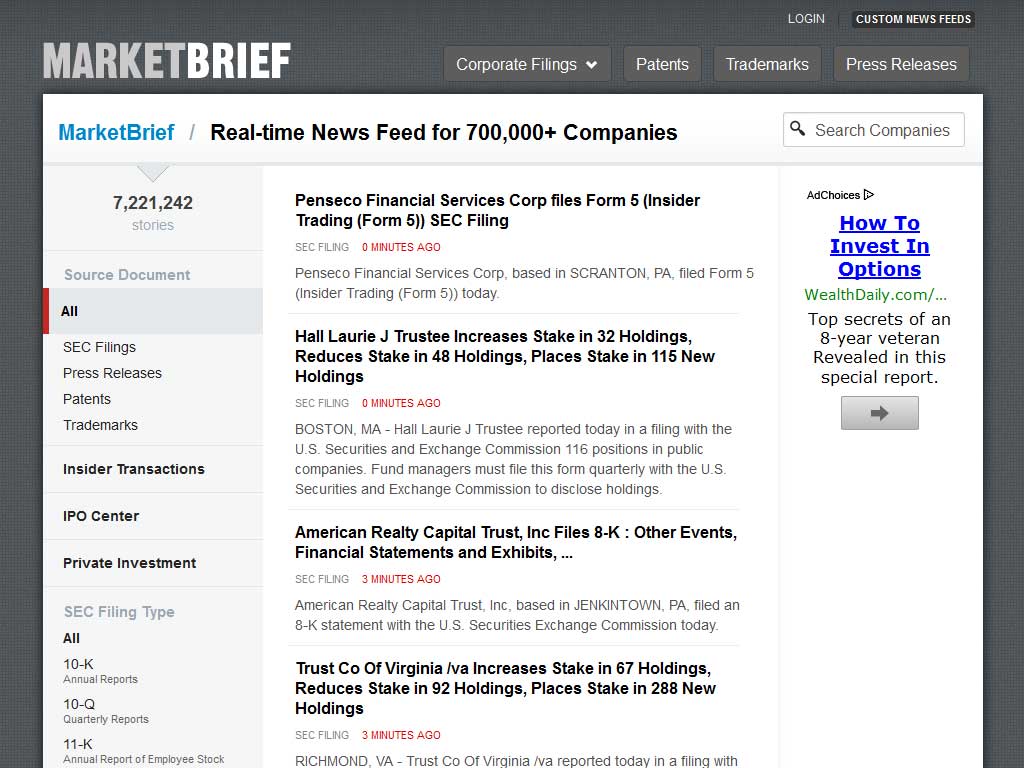 LOGIN
CUSTOM NEWS FEEDS
MARKETBRIEF
Corporate Filings
Patents
Trademarks
Press Releases
MarketBrief / Real-time News Feed for 700,000+ Companies
Search Companies
7,221,242
stories
Source Document
All
SEC Filings
Press Releases
Patents
Trademarks
Insider Transactions
IPO Center
Private Investment
SEC Filing Type
All
10-K
Annual Reports
10-Q
Quarterly Reports
11-K
Annual Report of Employee Stock
Penseco Financial Services Corp files Form 5 (Insider
Trading (Form 5)) SEC Filing
SEC FILING 0 MINUTES AGO
Penseco Financial Services Corp, based in SCRANTON, PA, filed Form 5
(Insider Trading (Form 5)) today.
Hall Laurie J Trustee Increases Stake in 32 Holdings,
Reduces Stake in 48 Holdings, Places Stake in 115 New
Holdings
SEC FILING 0 MINUTES AGO
BOSTON, MA - Hall Laurie J Trustee reported today in a filing with the
U.S. Securities and Exchange Commission 116 positions in public
companies. Fund managers must file this form quarterly with the U.S.
Securities and Exchange Commission to disclose holdings.
American Realty Capital Trust, Inc Files 8-K : Other Events,
Financial Statements and Exhibits, ...
SEC FILING 3 MINUTES AGO
American Realty Capital Trust, Inc, based in JENKINTOWN, PA, filed an
8-K statement with the U.S. Securities Exchange Commission today.
Trust Co Of Virginia /va Increases Stake in 67 Holdings,
Reduces Stake in 92 Holdings, Places Stake in 288 New
Holdings
SEC FILING 3 MINUTES AGO
RICHMOND, VA - Trust Co Of Virginia /va reported today in a filing with
AdChoices
How To
Invest In
Options
WealthDaily.com/...
Top secrets of an
8-year veteran
Revealed in this
special report.